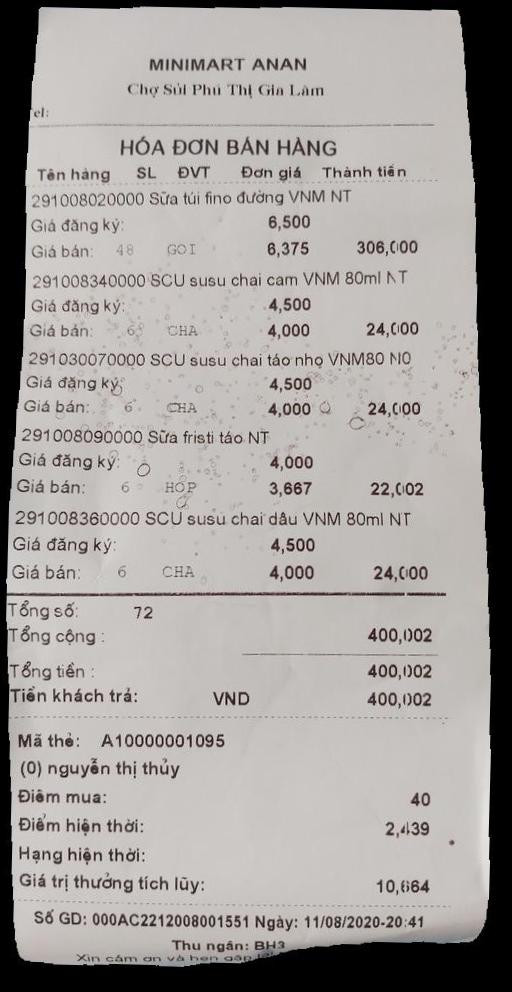 MINIMART ANAN
Chợ Sủi Phú Thị Gia Lâm
el:
HÓA ĐƠN BÁN HÀNG
Tên hàng SL ĐVT Đơn giá Thành tiền
291008020000 Sữa túi fino đường VNM NT
Giá đăng ký: 6,500
Giá bán: 48 GOI 6,375 306,000
291008340000 SCU susu chai cam VNM 80ml NT
Giá đăng ký: 4,500
Giá bán: 6 CHA 4,000 24,000
291030070000 SCU susu chai táo nho VNM80 N0
Giá đăng ký: 4,500
Giá bán: 6 CHA 4,000 24,000
291008090000 Sữa fristi táo NT
Giá đăng ký: 4,000
Giá bán: 6 HOP 3,667 22,002
291008360000 SCU susu chai dâu VNM 80ml NT
Giá đăng ký: 4,500
Giá bán: 6 CHA 4,000 24,000
Tổng số: 72
Tổng cộng : 400,002
Tổng tiền : 400,002
Tiền khách trả: VND 400,002
Mã thẻ: A10000001095
(0) nguyễn thị thủy
Điểm mua: 40
Điểm hiện thời: 2,439
Hạng hiện thời:
Giá trị thưởng tích lũy: 10,664
Số GD: 000AC2212008001551 Ngày: 11/08/2020-20:41
Thu ngân: BH3
Xin cảm ơn và hẹn gặp lại